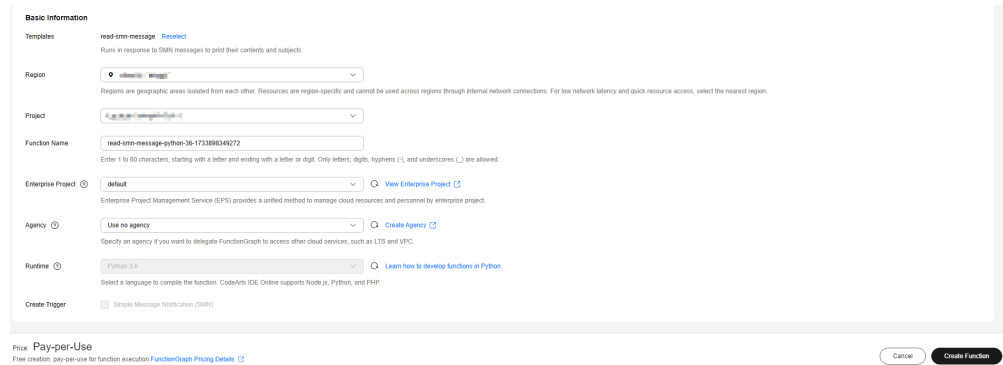 Basic Information
Templates
read-smn-message Reselect
Runs in response to SMN messages to print their contents and subjects.
Region
Regions are geographic areas isolated from each other. Resources are region-specific and cannot be used across regions through internal network connections. For low network latency and quick resource access, select the nearest region.
Project
Function Name
read-smn-message-python-36-1733898349272
Enter 1 to 60 characters, starting with a letter and ending with a letter or digit. Only letters, digits, hyphens (-), and underscores (_) are allowed.
Enterprise Project
default
View Enterprise Project
Enterprise Project Management Service (EPS) provides a unified method to manage cloud resources and personnel by enterprise project.
Agency
Use no agency
Create Agency
Specify an agency if you want to delegate FunctionGraph to access other cloud services, such as LTS and VPC.
Runtime
Python 3.6
Learn how to develop functions in Python.
Select a language to compile the function. CodeArts IDE Online supports Node.js, Python, and PHP.
Create Trigger
Simple Message Notification (SMN)
Price: Pay-per-Use
Free creation; pay-per-use for function execution.FunctionGraph Pricing Details
Cancel
Create Function